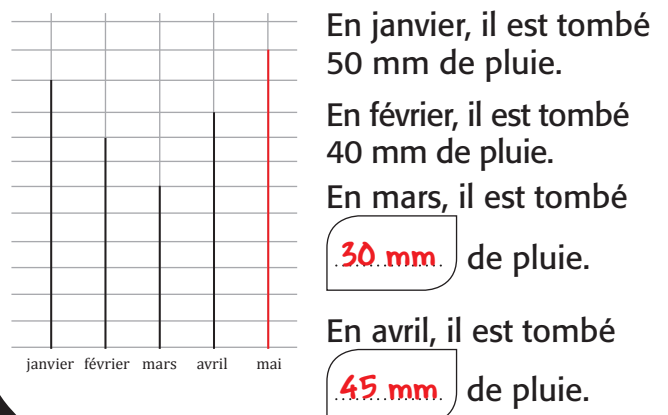 En janvier, il est tombé
50 mm de pluie.
En février, il est tombé
40 mm de pluie.
En mars, il est tombé
30 mm de pluie.
En avril, il est tombé
45 mm de pluie.
janvier février mars avril mai